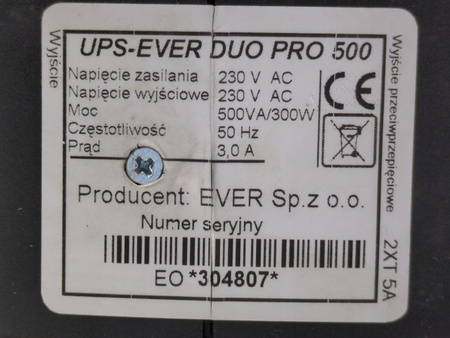 UPS-EVER DUO PRO 500
Napięcie zasilania 230 V AC
Napięcie wyjściowe 230 V AC
Moc 500VA/300W
Częstotliwość 50 Hz
Prąd 3,0 A
CE
Producent: EVER Sp.z o.o.
Numer seryjny
EO *304807*
Wyjście
Wyjście przeciwprzepięciowe
2XT 5A